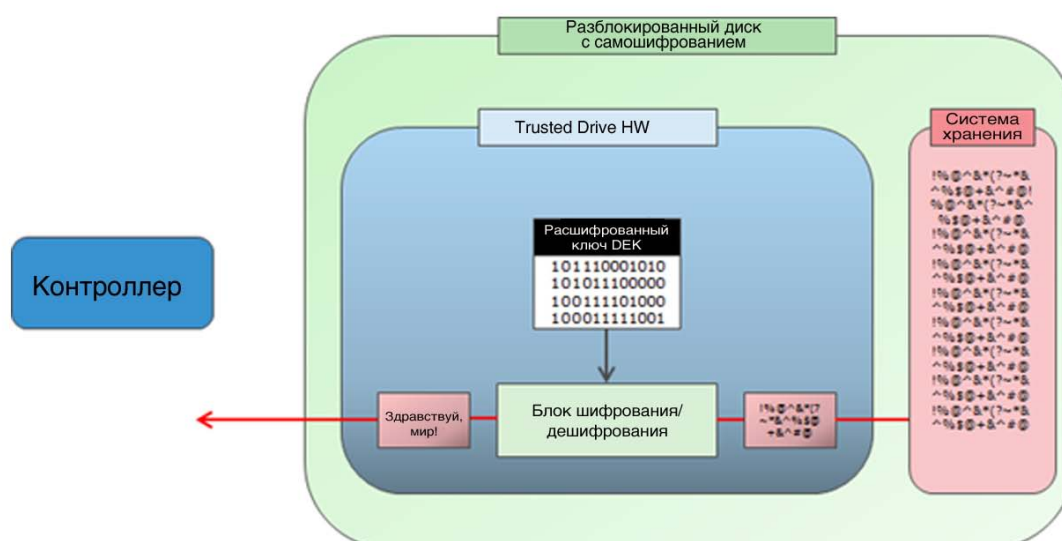 Разблокированный диск
с самошифрованием
Trusted Drive HW
Система
хранения
Расшифрованный
ключ DEK
101110001010
101011100000
100111101000
100011111001
Контроллер
Здравствуй,
мир!
Блок шифрования/
дешифрования
!%@^&*(?
~*&^%$@
+&^#@
!%@^&*(?~*&
^%$@+&^#@!
%@^&*(?~*&^
%$@+&^#@
!%@^&*(?~*&
^%$@+&^#@
!%@^&*(?~*&
^%$@+&^#@
!%@^&*(?~*&
^%$@+&^#@
!%@^&*(?~*&
^%$@+&^#@
!%@^&*(?~*&
^%$@+&^#@
!%@^&*(?~*&
^%$@+&^#@
!%@^&*(?~*&
^%$@+&^#@